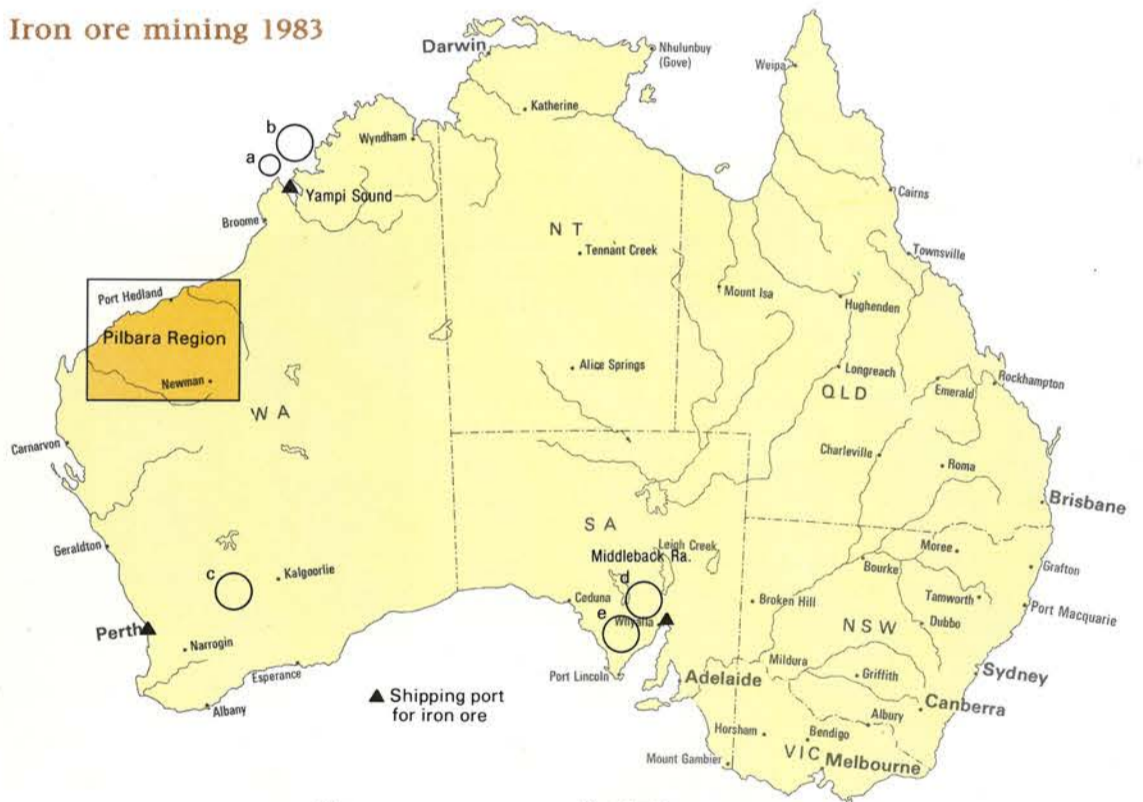 Iron ore mining 1983
Darwin
Nhulunbuy
(Gove)
Weipa
Katherine
b
Wyndham
a
Yampi Sound
Cairns
Broome
N T
Tennant Creek
Townsville
Port Hedland
Mount Isa
Hughenden
Pilbara Region
Alice Springs
Longreach
Rockhampton
Newman
Emerald
QLD
W A
Carnarvon
Charleville
Roma
Brisbane
S A
Geraldton
Leigh Creek
Moree
Middleback Ra.
Bourke
Grafton
c
Kalgoorlie
d
Ceduna
Broken Hill
Tamworth
Port Macquarie
e
Whyalla
Dubbo
Perth
NSW
Narrogin
Mildura
Griffith
Sydney
Esperance
Port Lincoln
Adelaide
Shipping port
for iron ore
Canberra
Albany
Albury
Horsham
Bendigo
Mount Gambier
VIC
Melbourne